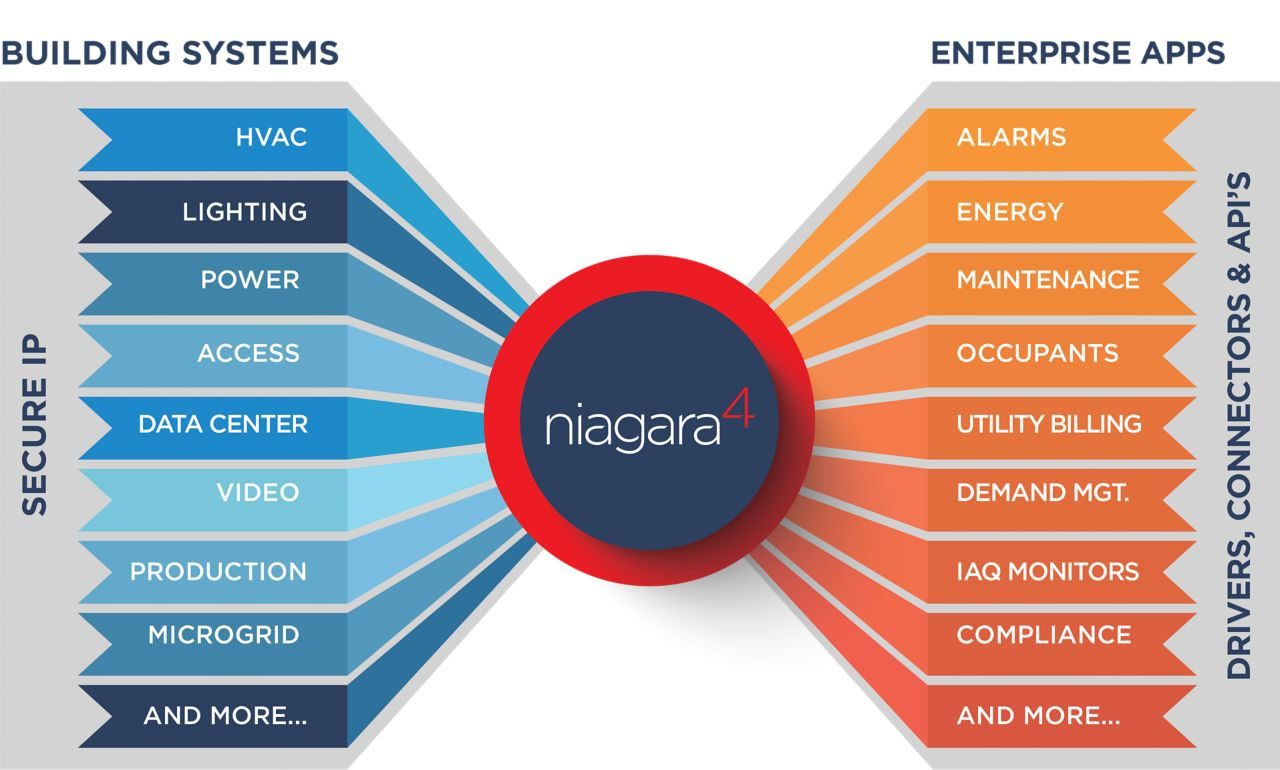 BUILDING SYSTEMS
SECURE IP
HVAC
LIGHTING
POWER
ACCESS
DATA CENTER
VIDEO
PRODUCTION
MICROGRID
AND MORE...
niagara4
ENTERPRISE APPS
ALARMS
ENERGY
MAINTENANCE
OCCUPANTS
UTILITY BILLING
DEMAND MGT.
IAQ MONITORS
COMPLIANCE
AND MORE...
DRIVERS, CONNECTORS & API'S